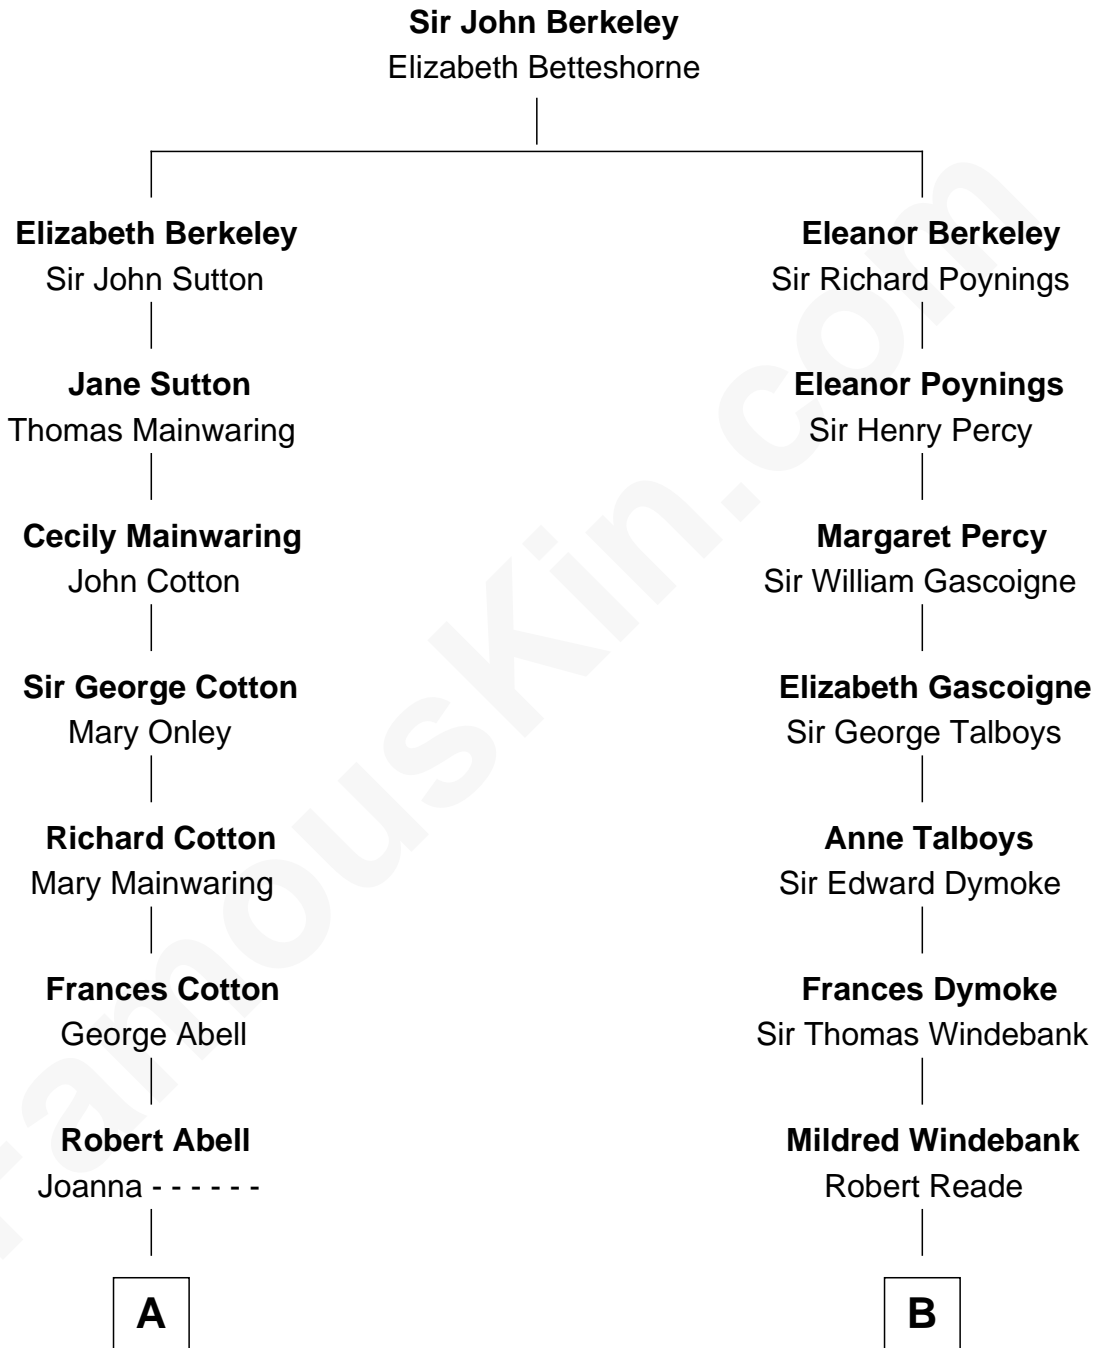 Sir John Berkeley
Elizabeth Betteshorne
Elizabeth Berkeley
Sir John Sutton
Jane Sutton
Thomas Mainwaring
Cecily Mainwaring
John Cotton
Sir George Cotton
Mary Onley
Richard Cotton
Mary Mainwaring
Frances Cotton
George Abell
Robert Abell
Joanna - - - - - -
A
Eleanor Berkeley
Sir Richard Poynings
Eleanor Poynings
Sir Henry Percy
Margaret Percy
Sir William Gascoigne
Elizabeth Gascoigne
Sir George Talboys
Anne Talboys
Sir Edward Dymoke
Frances Dymoke
Sir Thomas Windebank
Mildred Windebank
Robert Reade
B
FamousKin.com